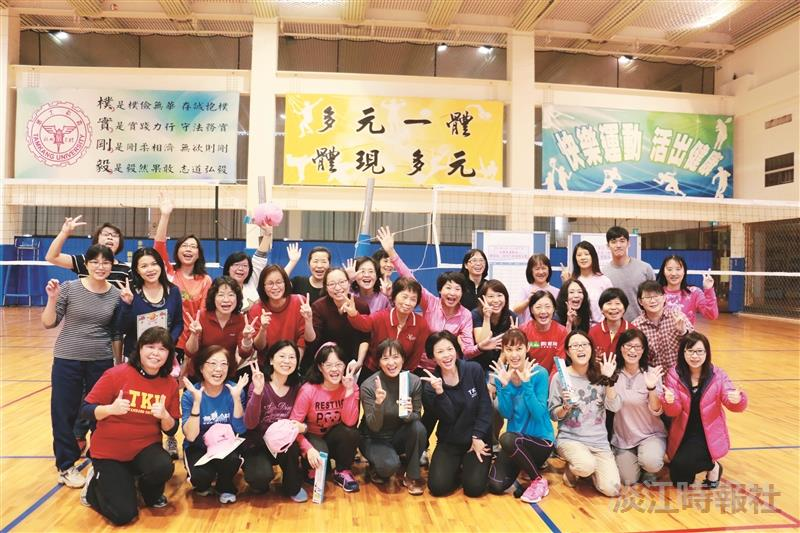 TAMKANG UNIVERSITY
樸,是樸儉無華 存誠抱樸
實,是實踐力行 守法務實
剛,是剛柔相濟 無欲則剛
毅,是毅然果敢 志道弘毅
多元一體
體現多元
快樂運動 活出健康
TKU
RESTII
TK
淡江時報社